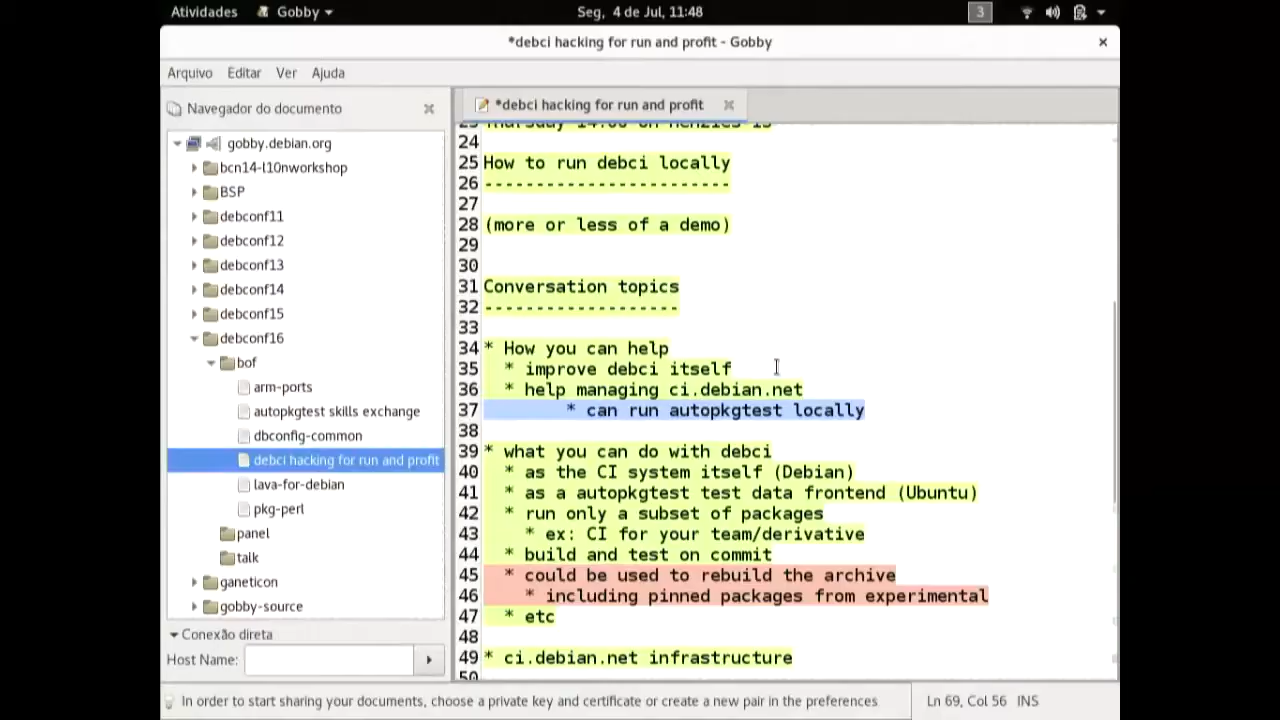 Atividades
Gobby
Seg, 4 de Jul, 11:48
3
*debci hacking for run and profit - Gobby
Arquivo Editar Ver Ajuda
Navegador do documento
gobby.debian.org
bcn14-l10nworkshop
BSP
debconf11
debconf12
debconf13
debconf14
debconf15
debconf16
bof
arm-ports
autopkgtest skills exchange
dbconfig-common
debci hacking for run and profit
lava-for-debian
pkg-perl
panel
talk
ganeticon
gobby-source
Conexão direta
Host Name:
*debci hacking for run and profit
24
25 How to run debci locally
26 ------------------------
27
28 (more or less of a demo)
29
30
31 Conversation topics
32 -------------------
33
34 * How you can help
35 * improve debci itself
36 * help managing ci.debian.net
37 * can run autopkgtest locally
38
39 * what you can do with debci
40 * as the CI system itself (Debian)
41 * as a autopkgtest test data frontend (Ubuntu)
42 * run only a subset of packages
43 * ex: CI for your team/derivative
44 * build and test on commit
45 * could be used to rebuild the archive
46 * including pinned packages from experimental
47 * etc
48
49 * ci.debian.net infrastructure
50
In order to start sharing your documents, choose a private key and certificate or create a new pair in the preferences
Ln 69, Col 56 INS